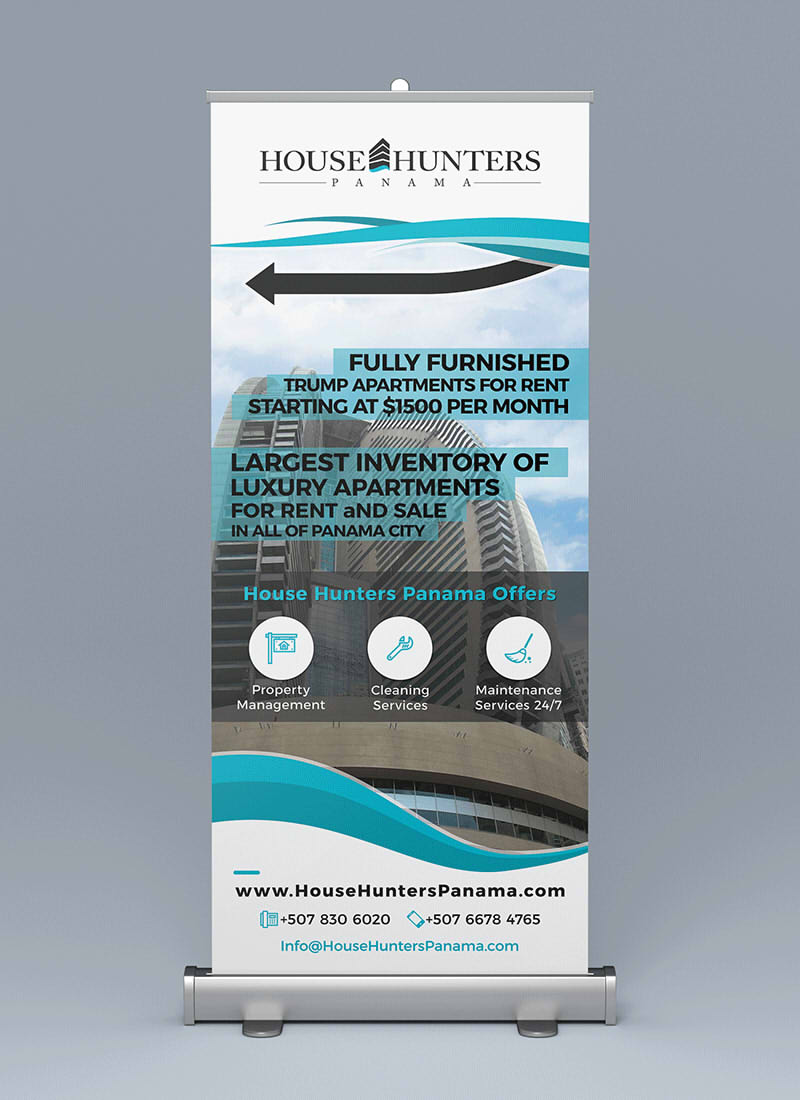 HOUSE HUNTERS
PANAMA
FULLY FURNISHED
TRUMP APARTMENTS FOR RENT
STARTING AT $1500 PER MONTH
LARGEST INVENTORY OF
LUXURY APARTMENTS
FOR RENT aND SALE
IN ALL OF PANAMA CITY
House Hunters Panama Offers
Property
Management
Cleaning
Services
Maintenance
Services 24/7
www.HouseHuntersPanama.com
+507 830 6020 +507 6678 4765
Info@HouseHuntersPanama.com